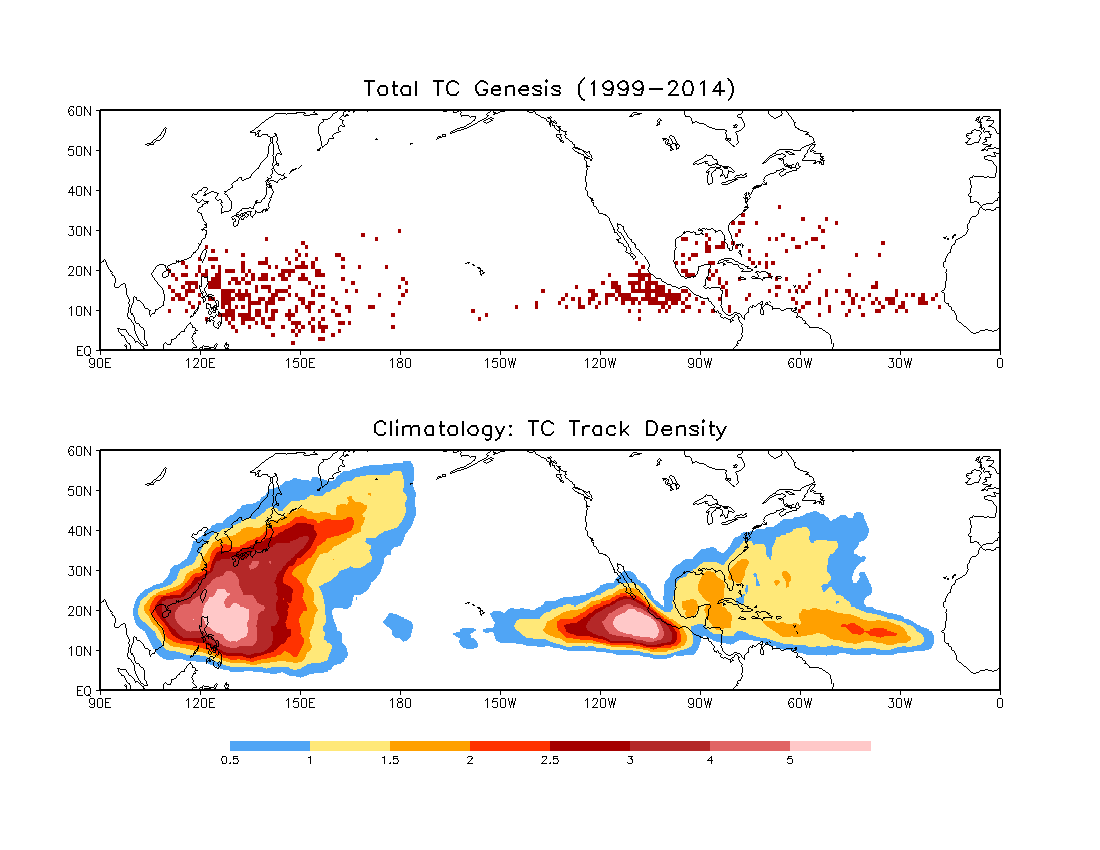 Total TC Genesis (1999−2014)
60N
50N
40N
30N
20N
10N
EQ
90E 120E 150E 180 150W 120W 90W 60W 30W 0
Climatology: TC Track Density
60N
50N
40N
30N
20N
10N
EQ
90E 120E 150E 180 150W 120W 90W 60W 30W 0
0.5 1 1.5 2 2.5 3 4 5